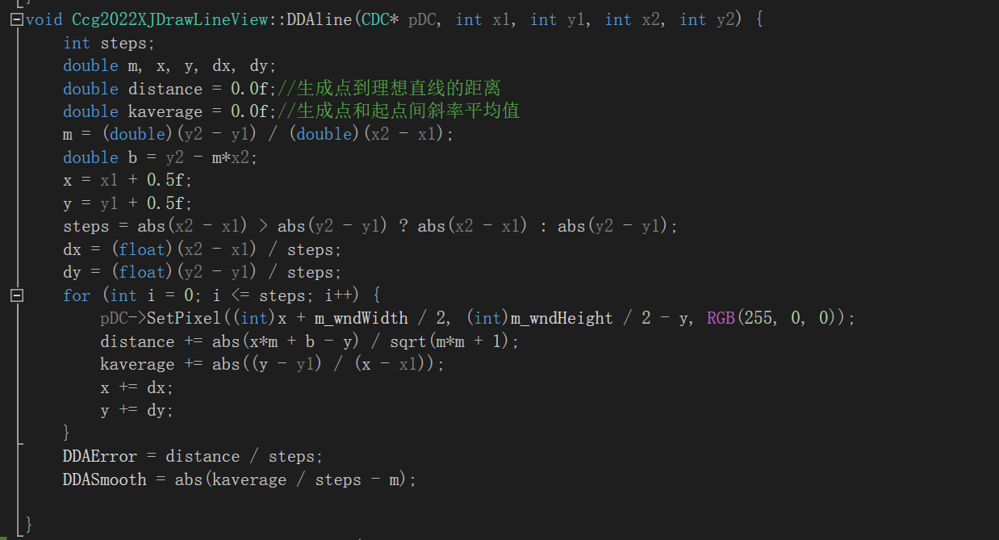 void Ccg2022XJDrawLineView::DDAline(CDC* pDC, int x1, int y1, int x2, int y2) {
int steps;
double m, x, y, dx, dy;
double distance = 0.0f;//生成点到理想直线的距离
double kaverage = 0.0f;//生成点和起点间斜率平均值
m = (double)(y2 - y1) / (double)(x2 - x1);
double b = y2 - m*x2;
x = x1 + 0.5f;
y = y1 + 0.5f;
steps = abs(x2 - x1) > abs(y2 - y1) ? abs(x2 - x1) : abs(y2 - y1);
dx = (float)(x2 - x1) / steps;
dy = (float)(y2 - y1) / steps;
for (int i = 0; i <= steps; i++) {
pDC->SetPixel((int)x + m_wndWidth / 2, (int)m_wndHeight / 2 - y, RGB(255, 0, 0));
distance += abs(x*m + b - y) / sqrt(m*m + 1);
kaverage += abs((y - y1) / (x - x1));
x += dx;
y += dy;
}
DDAError = distance / steps;
DDASmooth = abs(kaverage / steps - m);
}